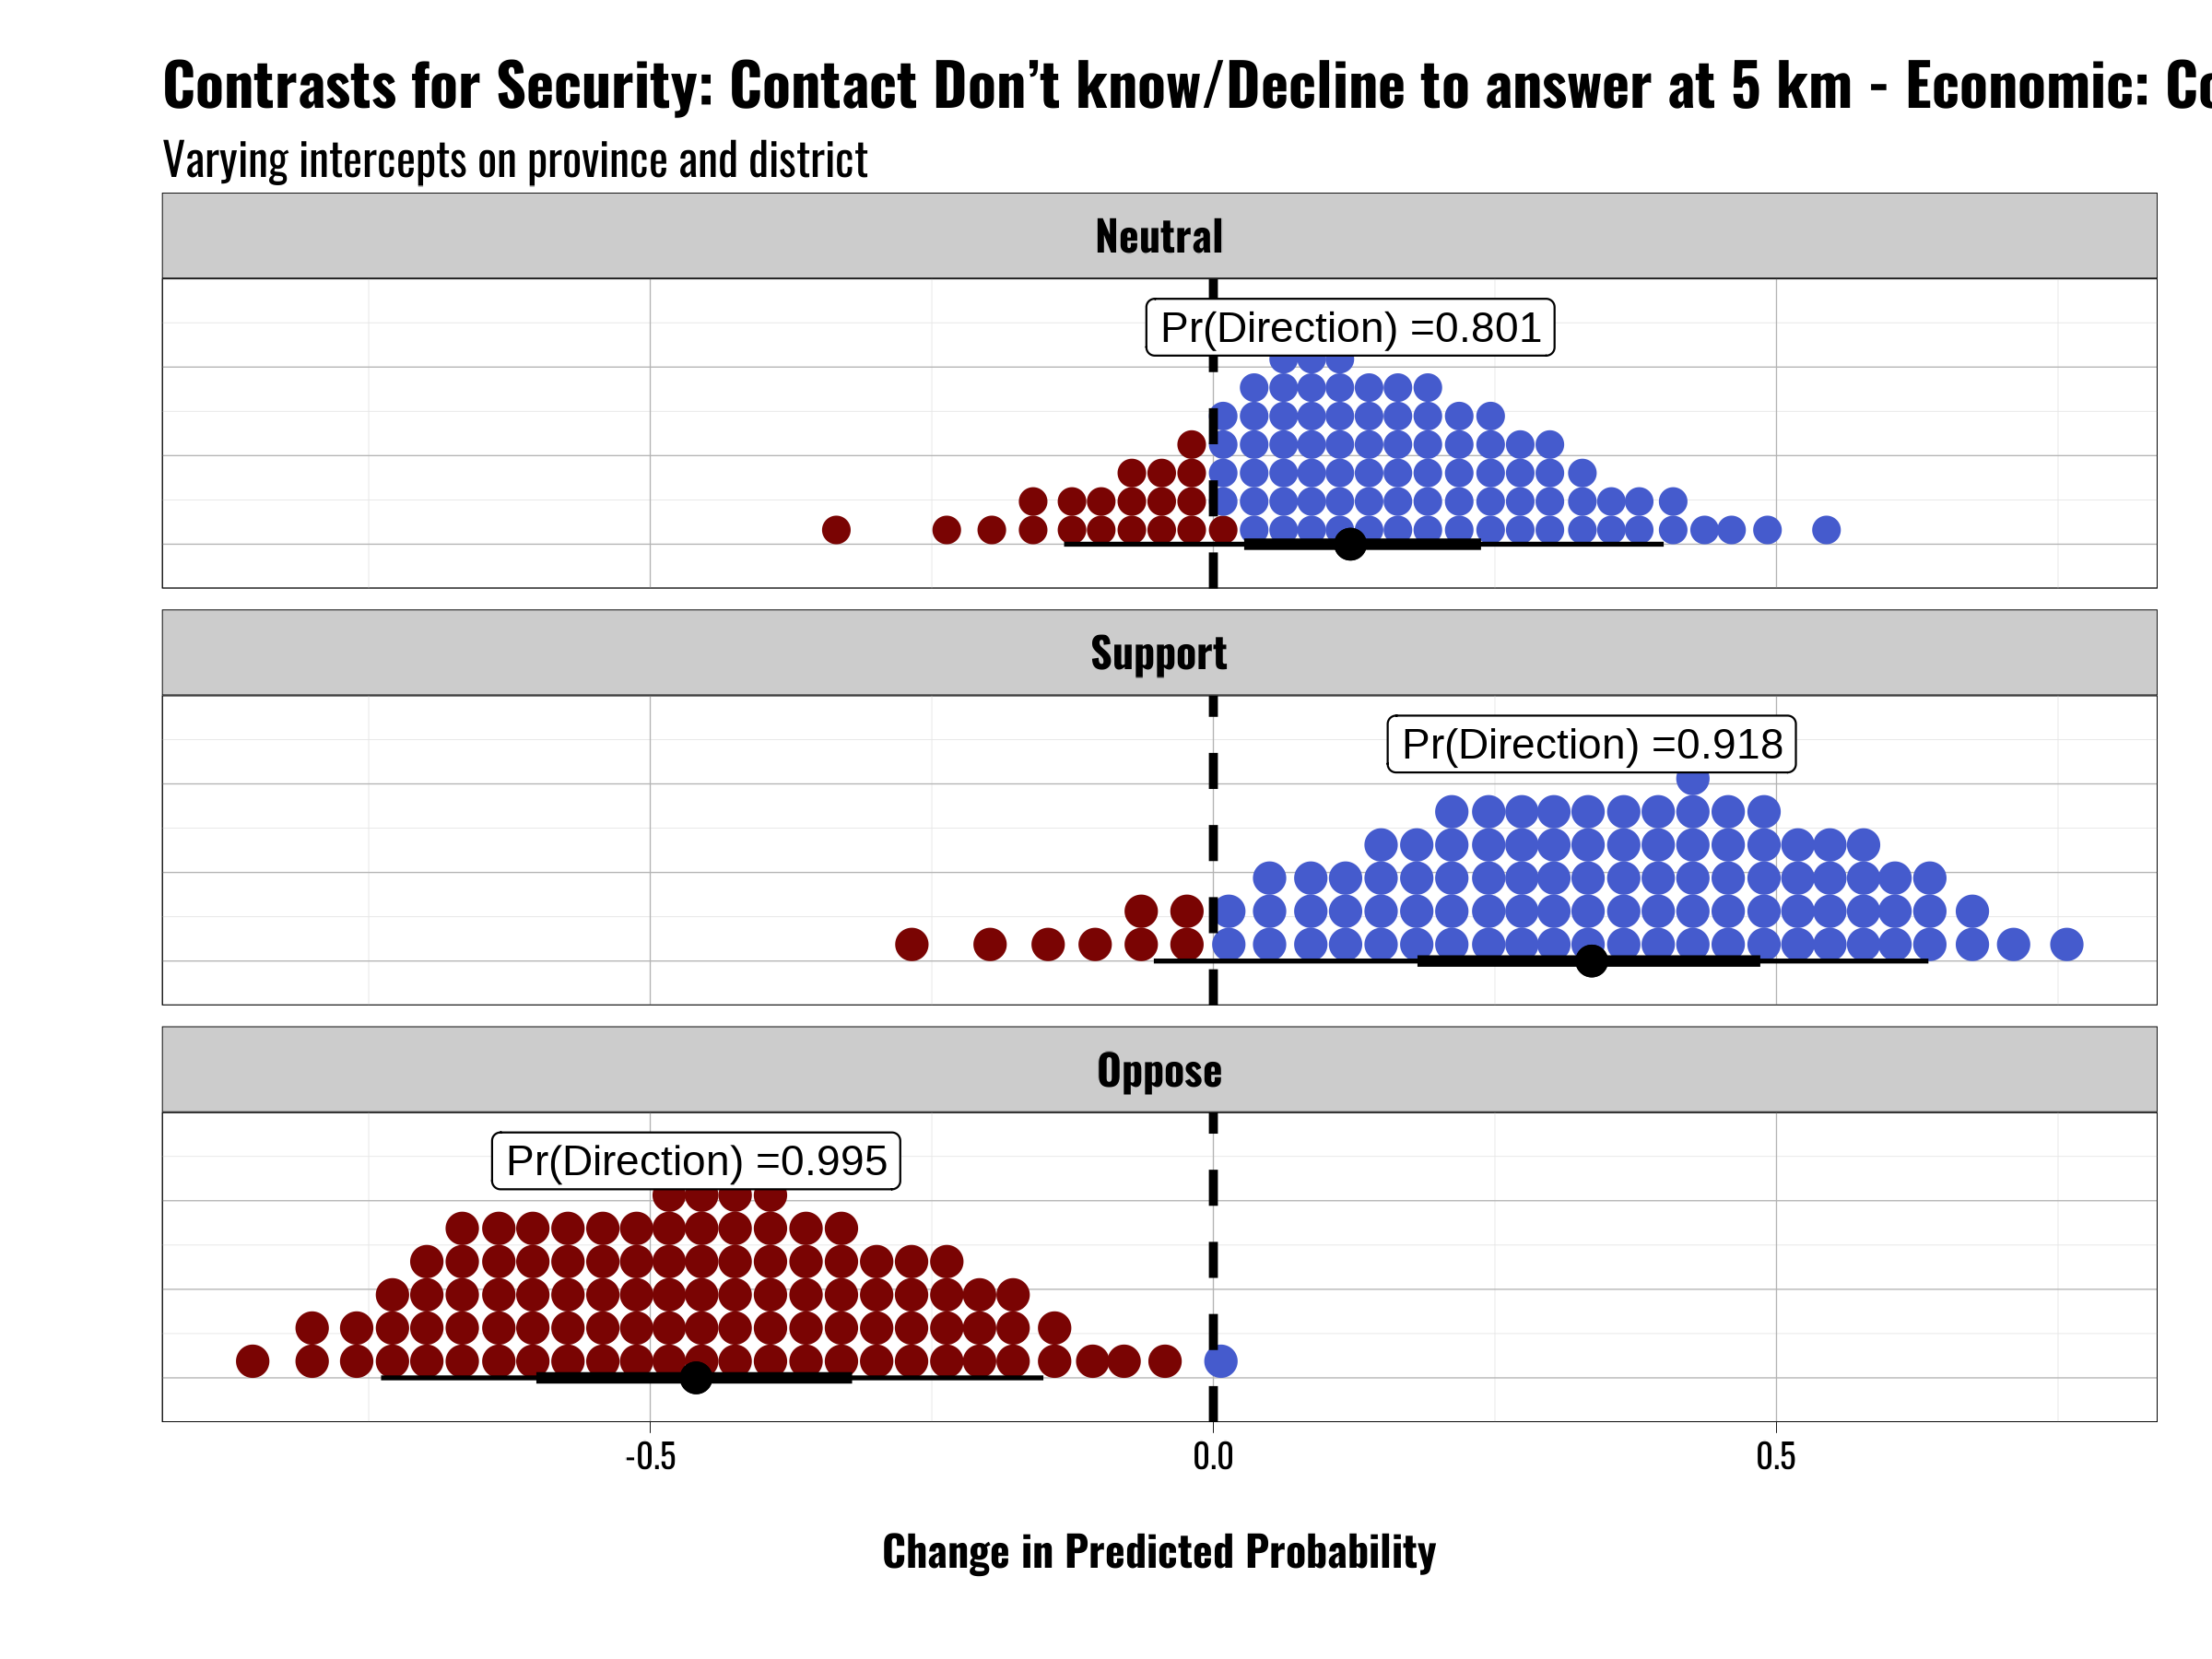 Contrasts for Security: Contact Don’t know/Decline to answer at 5 km - Economic:
Varying intercepts on province and district
Neutral
Pr(Direction) =0.801
Support
Pr(Direction) =0.918
Oppose
Pr(Direction) =0.995
-0.5 0.0 0.5
Change in Predicted Probability